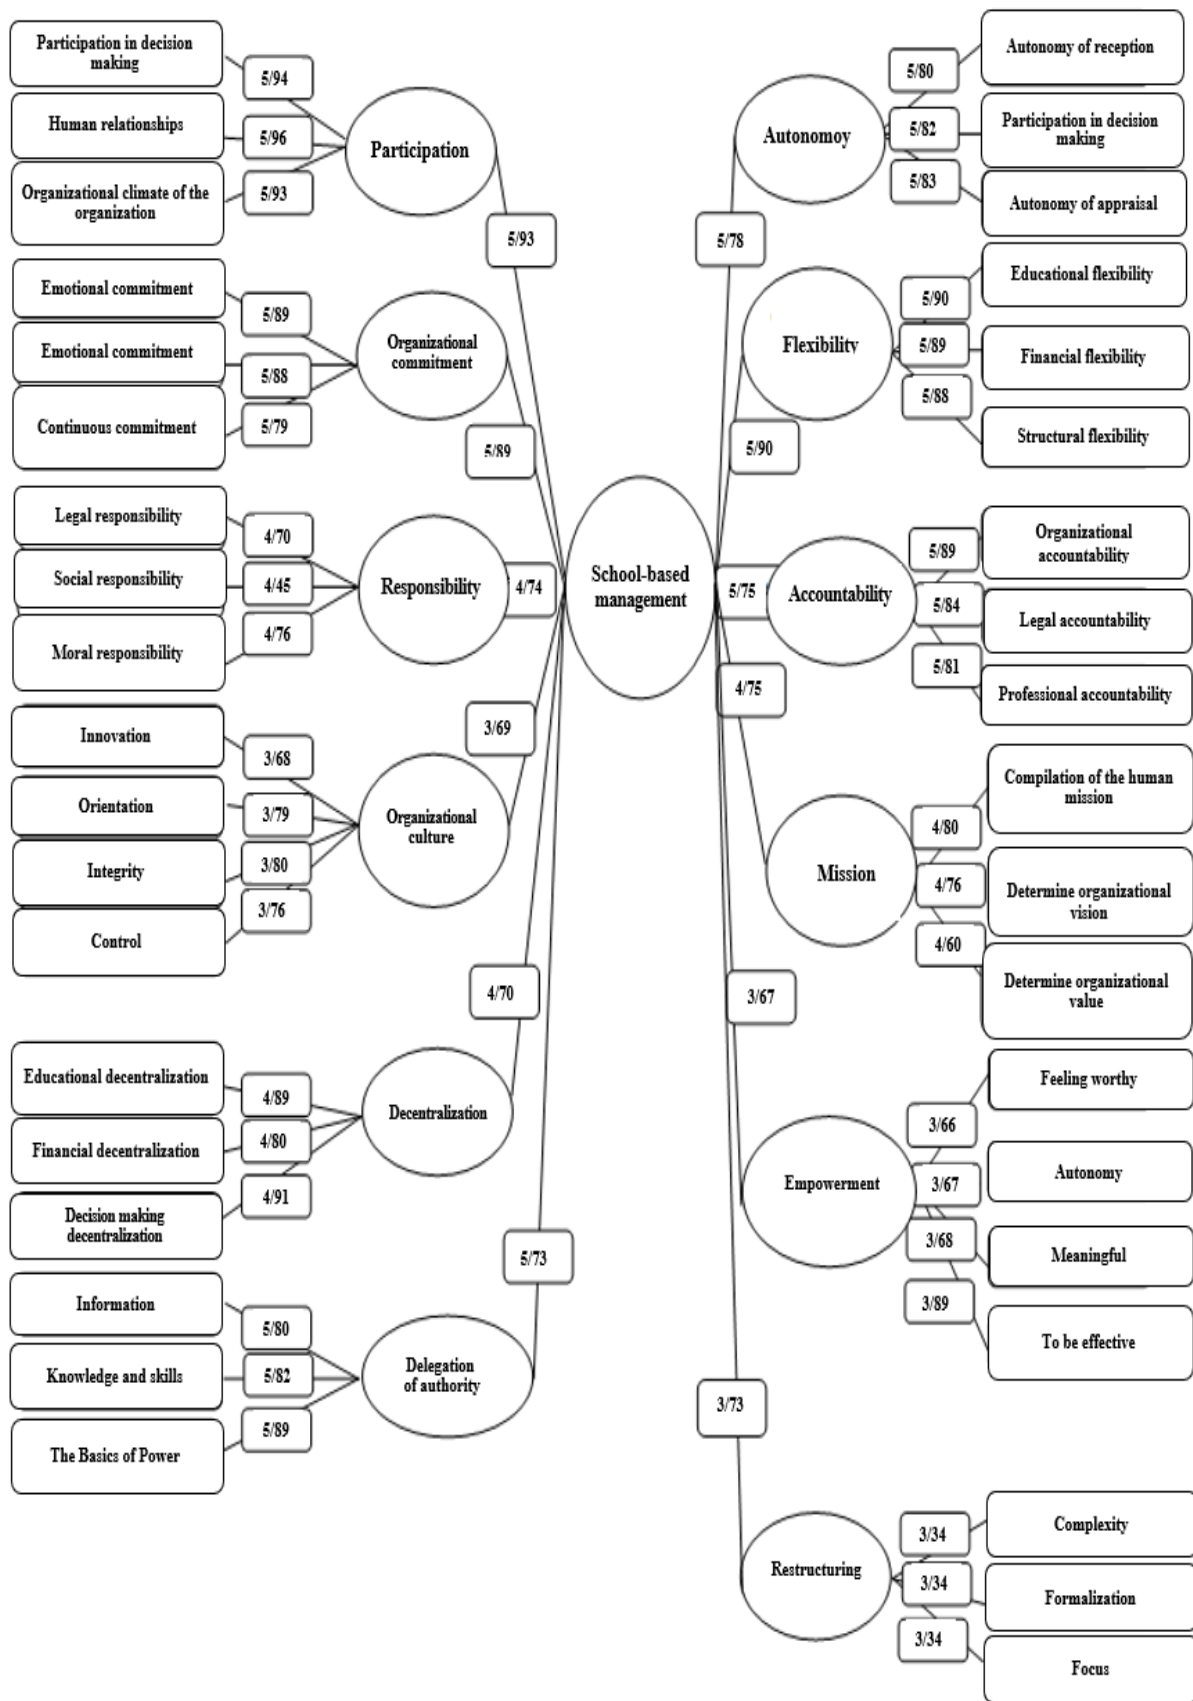 Participation in decision
making
5/94
Human relationships
5/96
Organizational climate of the
organization
5/93
Participation
5/93
Emotional commitment
5/89
Emotional commitment
5/88
Continuous commitment
5/79
Organizational
commitment
5/89
Legal responsibility
4/70
Social responsibility
4/45
Moral responsibility
4/76
Responsibility
4/74
Innovation
3/68
Orientation
3/79
Integrity
3/80
Control
3/76
Organizational
culture
3/69
Educational decentralization
4/89
Financial decentralization
4/80
Decision making
decentralization
4/91
Decentralization
4/70
Information
5/80
Knowledge and skills
5/82
The Basics of Power
5/89
Delegation
of authority
5/73
School-based
management
5/78
Autonomoy
5/80
Autonomy of reception
5/82
Participation in decision
making
5/83
Autonomy of appraisal
5/90
Flexibility
5/90
Educational flexibility
5/89
Financial flexibility
5/88
Structural flexibility
5/75
Accountability
5/89
Organizational
accountability
5/84
Legal accountability
5/81
Professional accountability
4/75
Mission
4/80
Compilation of the human
mission
4/76
Determine organizational
vision
4/60
Determine organizational
value
3/67
Empowerment
3/66
Feeling worthy
3/67
Autonomy
3/68
Meaningful
3/89
To be effective
3/73
Restructuring
3/34
Complexity
3/34
Formalization
3/34
Focus